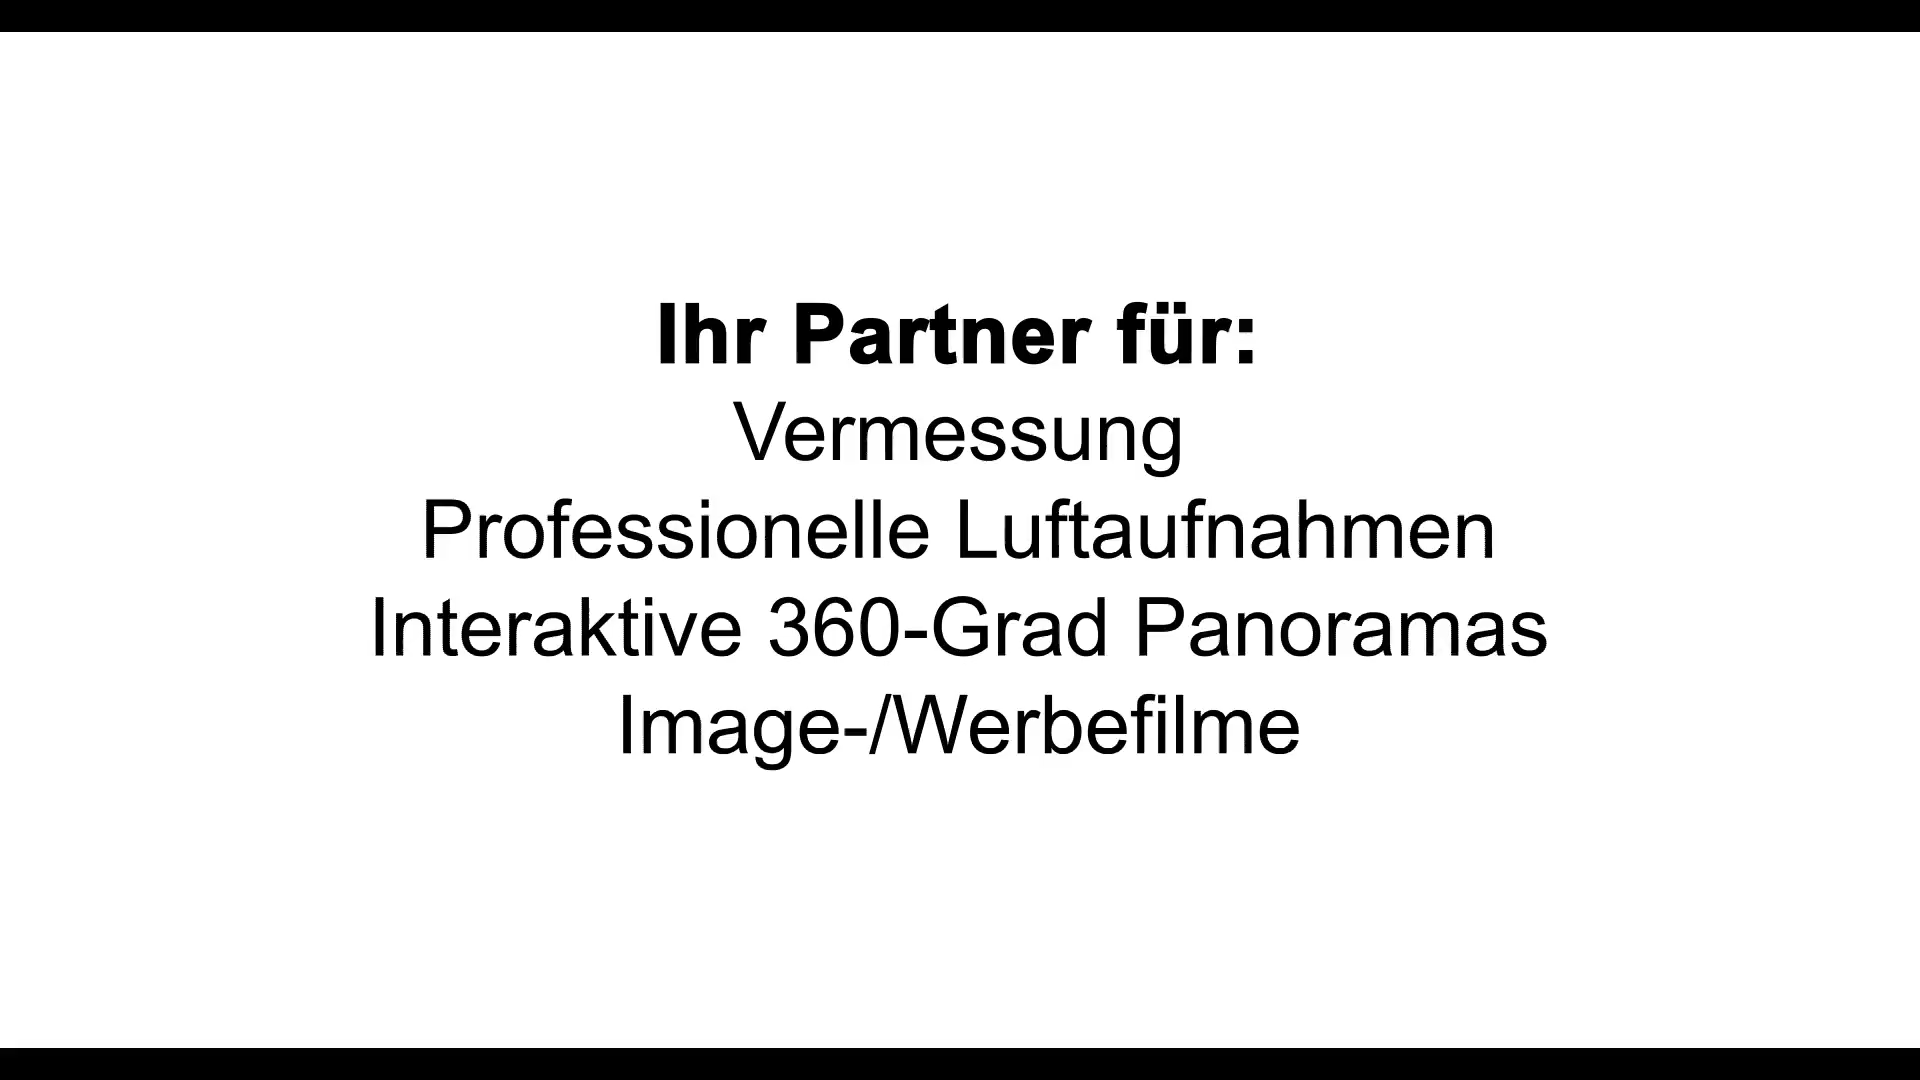 Ihr Partner für:
Vermessung
Professionelle Luftaufnahmen
Interaktive 360-Grad Panoramas
Image-/Werbefilme